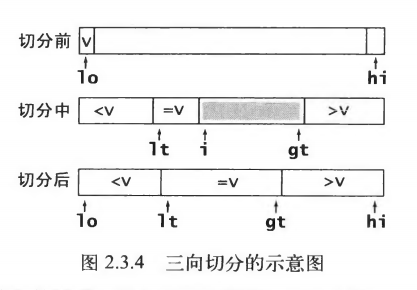 切分前 v
lo hi
切分中 <v =v >v
lt i gt
切分后 <v =v >v
lo lt gt hi
图 2.3.4 三向切分的示意图